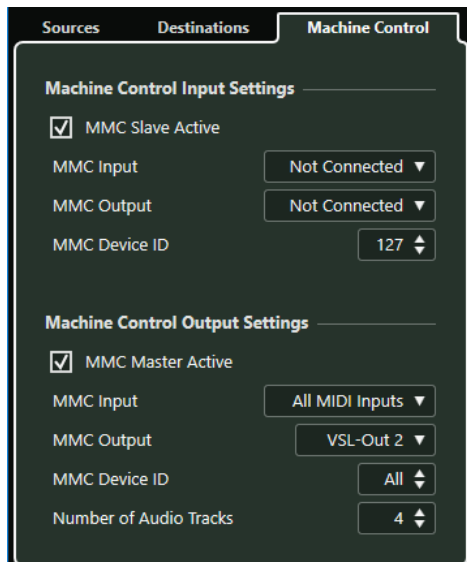 Sources Destinations Machine Control
Machine Control Input Settings
MMC Slave Active
MMC Input Not Connected
MMC Output Not Connected
MMC Device ID 127
Machine Control Output Settings
MMC Master Active
MMC Input All MIDI Inputs
MMC Output VSL-Out 2
MMC Device ID All
Number of Audio Tracks 4